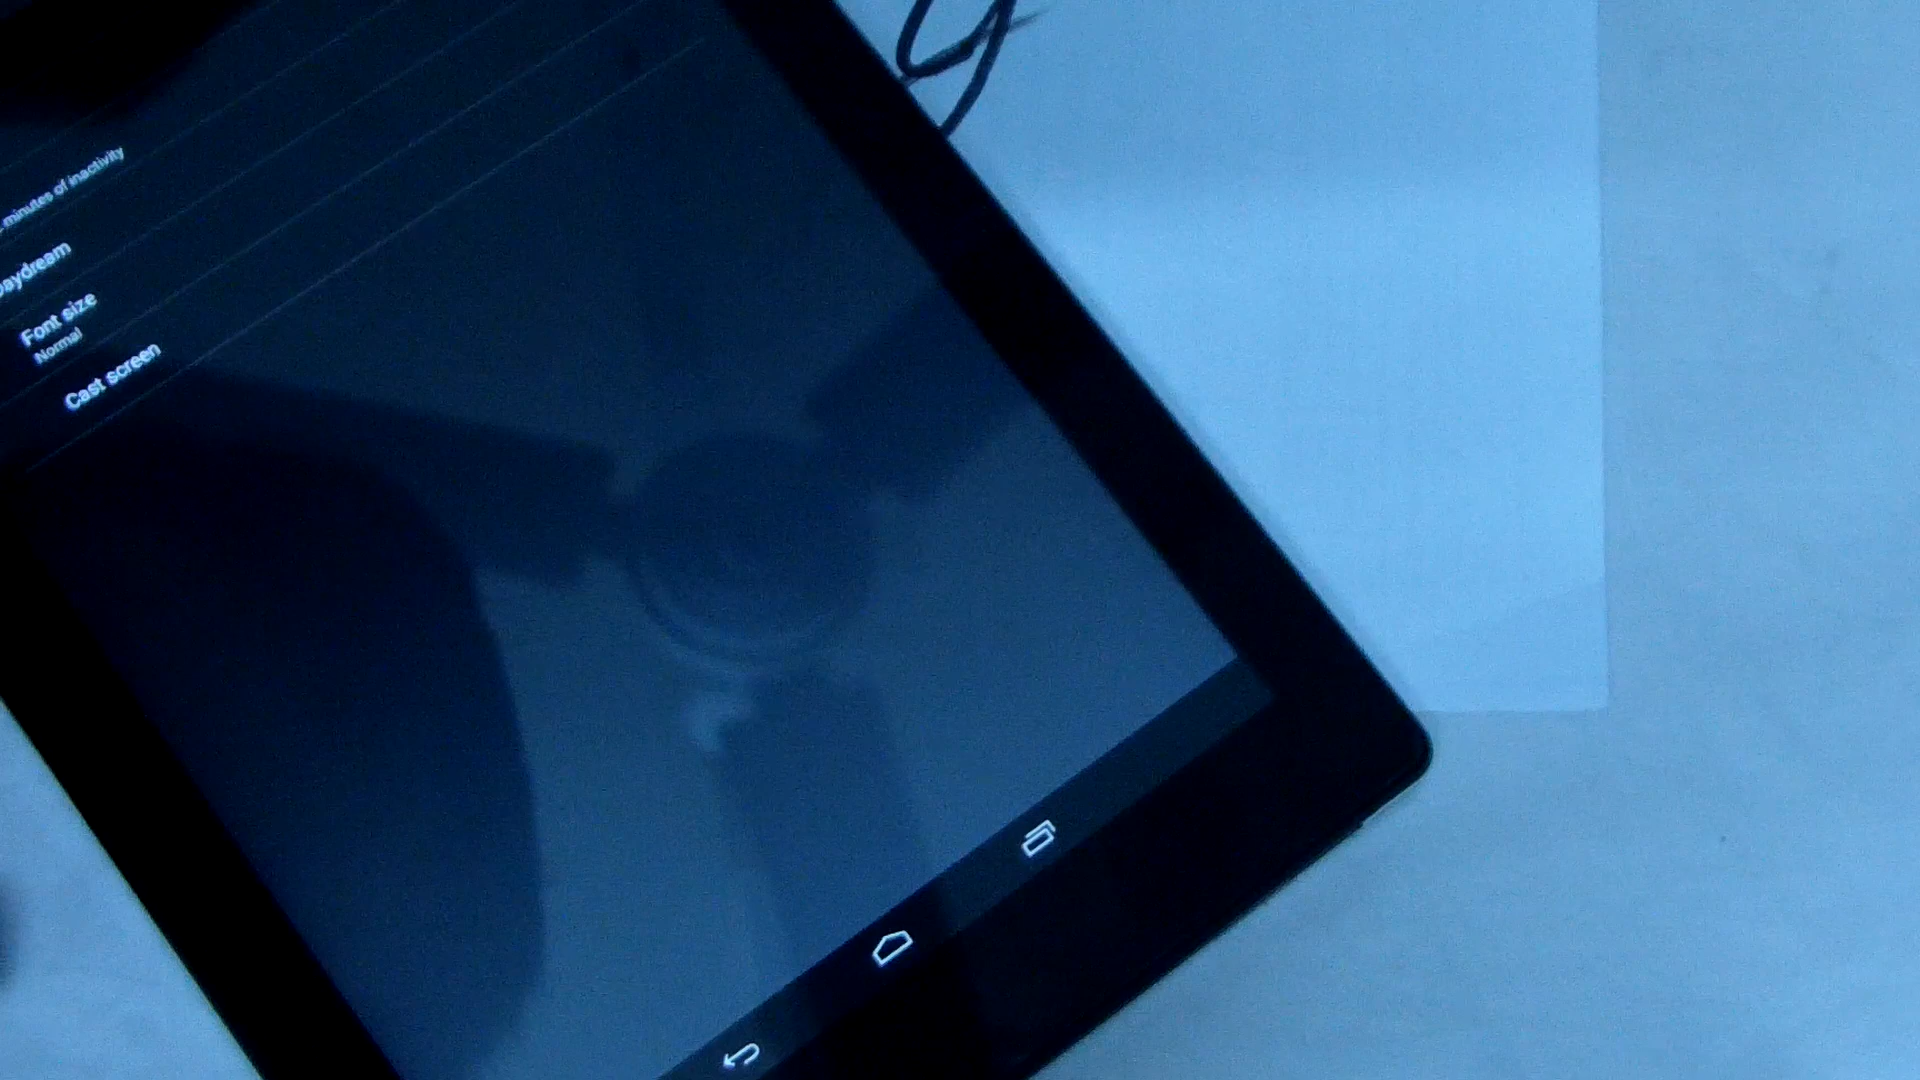 minutes of inactivity
Daydream
Font size
Normal
Cast screen